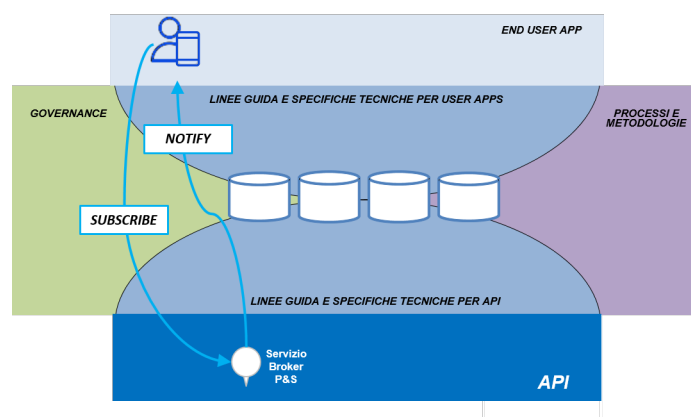 END USER APP
LINEE GUIDA E SPECIFICHE TECNICHE PER USER APPS
GOVERNANCE
PROCESSI E
METODOLOGIE
NOTIFY
SUBSCRIBE
LINEE GUIDA E SPECIFICHE TECNICHE PER API
Servizio
Broker
P&S
API